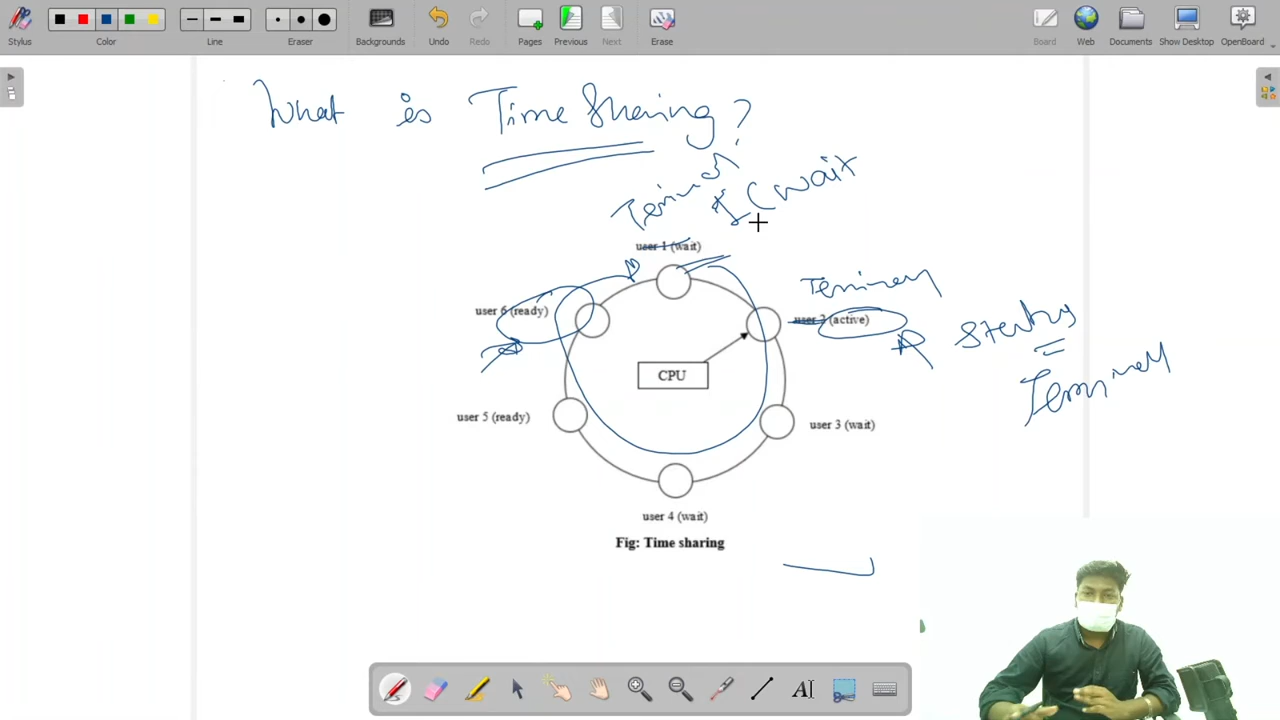 Stylus
Color
Line
Eraser
Backgrounds
Undo
Redo
Pages
Previous
Next
Erase
Board
Web
Documents
Show Desktop
OpenBoard
What is Time Sharing?
(wait
user 1 (wait)
user 6 (ready)
user 2 (active)
CPU
user 5 (ready)
user 3 (wait)
user 4 (wait)
Fig: Time sharing